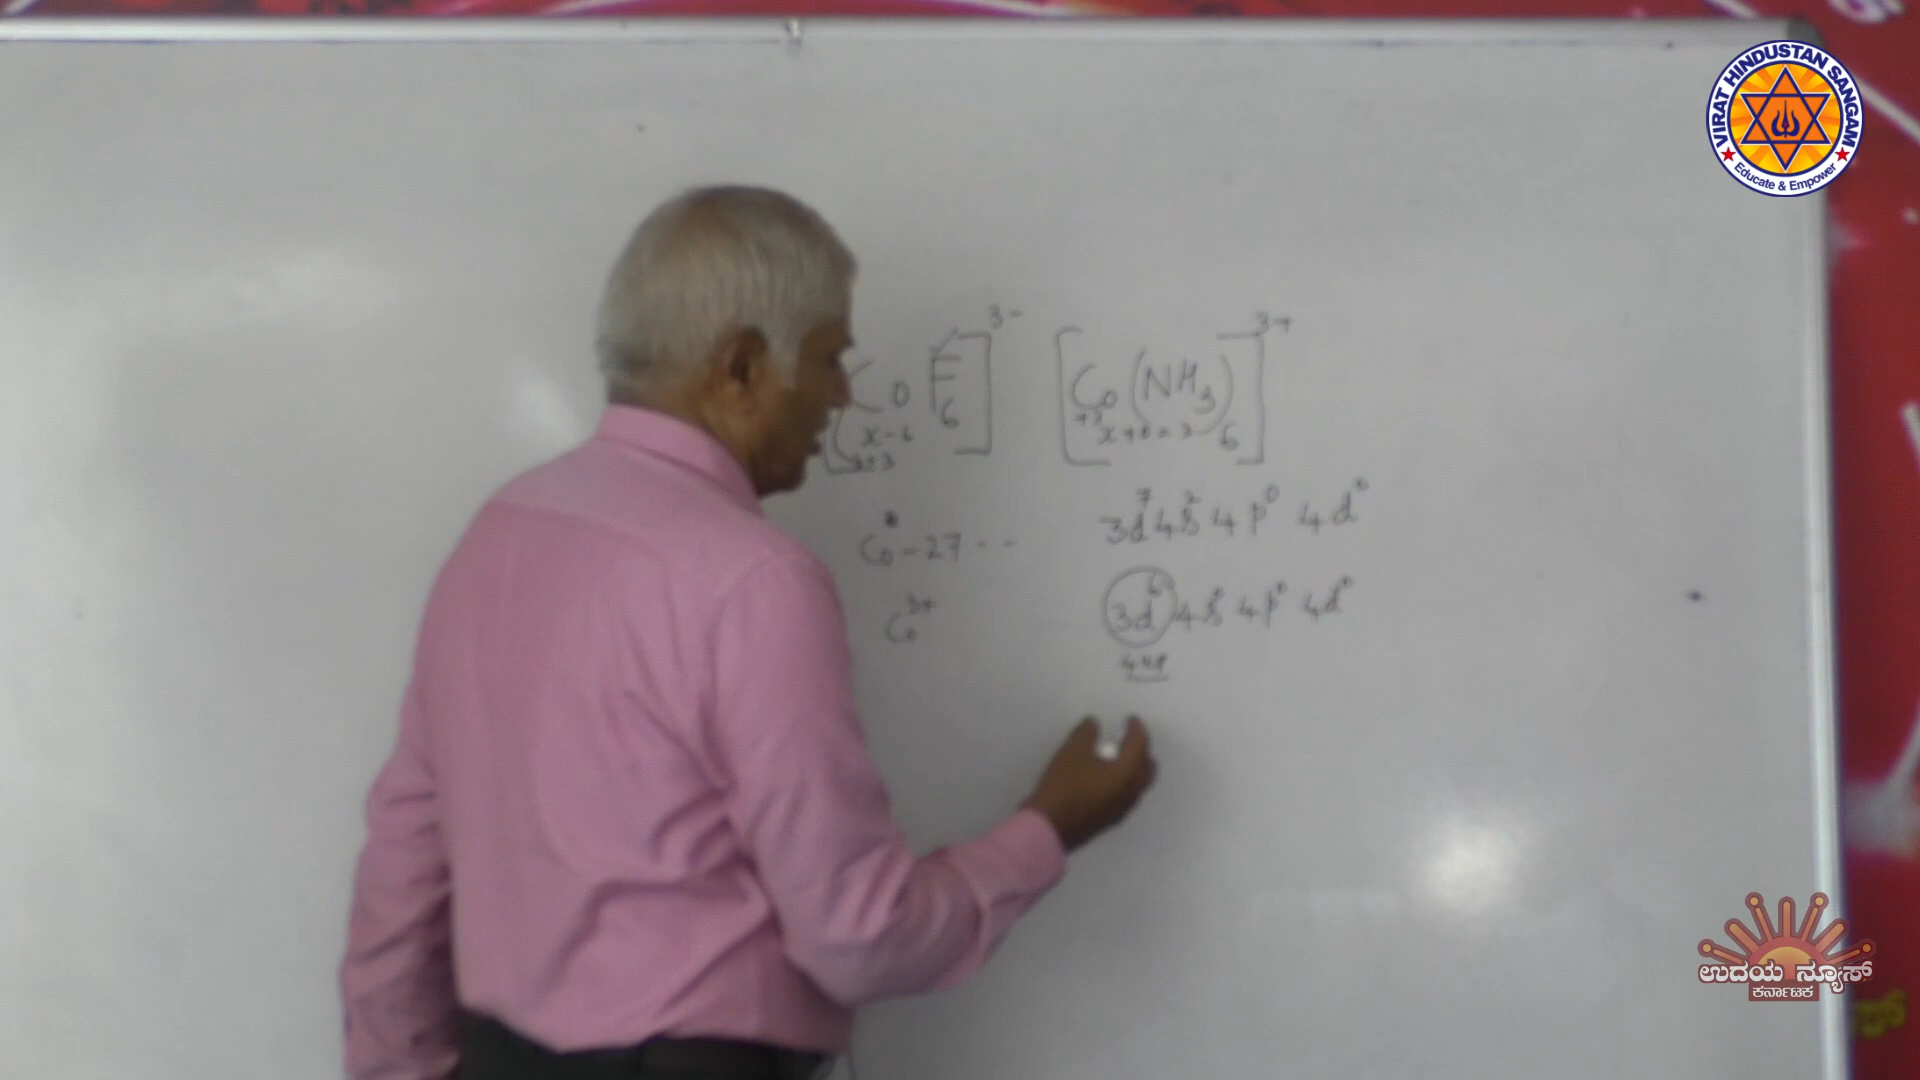 VIRAT HINDUSTAN SANGAM
Educate & Empower
[CoF6]3- [Co(NH3)6]3+
x-6 +3 x+0=3
+3
Co-27-- 3d7 4s2 4p0 4d0
Co3+ 3d6 4s0 4p0 4d0
ಉದಯ ನ್ಯೂಸ್
ಕರ್ನಾಟಕ